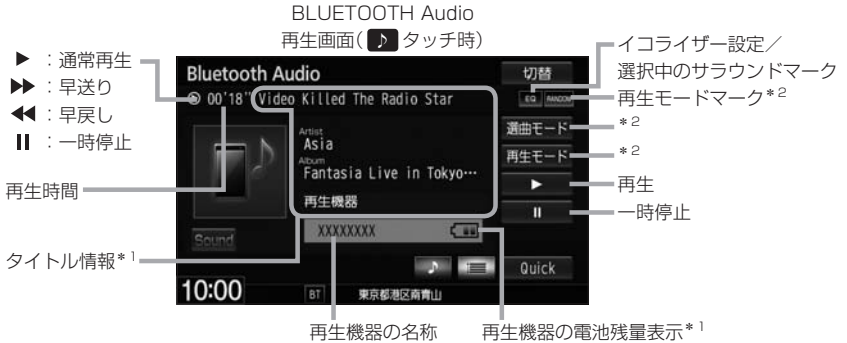 BLUETOOTH Audio
再生画面( ♪ タッチ時)
▶ ：通常再生
▶▶ ：早送り
◀◀ ：早戻し
II ：一時停止
再生時間
タイトル情報*1
Bluetooth Audio
切替
00'18" Video Killed The Radio Star
EQ RANDOM
Artist
Asia
Album
Fantasia Live in Tokyo…
再生機器
XXXXXXXX
選曲モード
再生モード
▶
II
Sound
♪
Quick
10:00
BT
東京都港区南青山
イコライザー設定／
選択中のサラウンドマーク
再生モードマーク*2
*2
*2
再生
一時停止
再生機器の名称
再生機器の電池残量表示*1